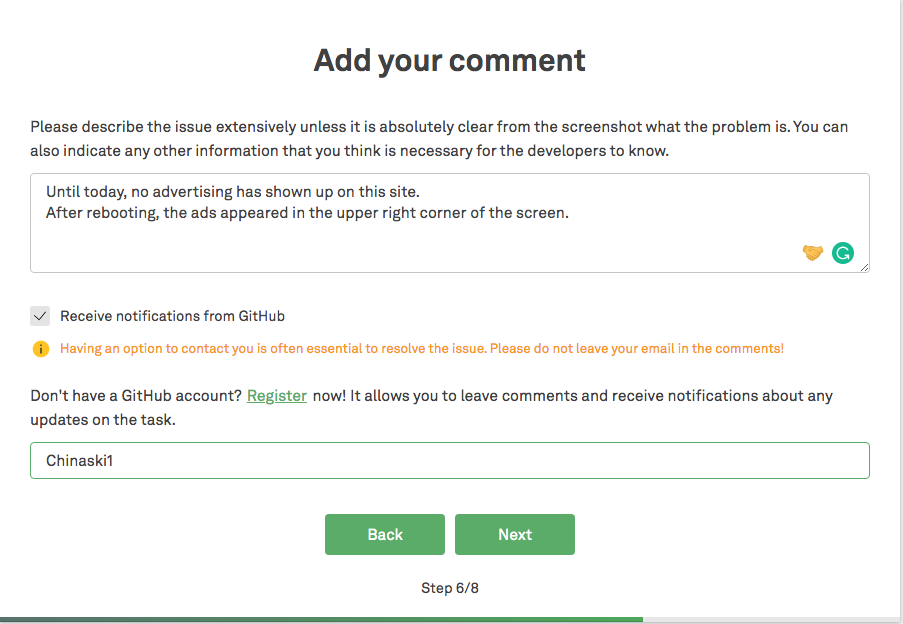 Add your comment
Please describe the issue extensively unless it is absolutely clear from the screenshot what the problem is. You can
also indicate any other information that you think is necessary for the developers to know.
Until today, no advertising has shown up on this site.
After rebooting, the ads appeared in the upper right corner of the screen.
Receive notifications from GitHub
Having an option to contact you is often essential to resolve the issue. Please do not leave your email in the comments!
Don't have a GitHub account? Register now! It allows you to leave comments and receive notifications about any
updates on the task.
Chinaski1
Back Next
Step 6/8